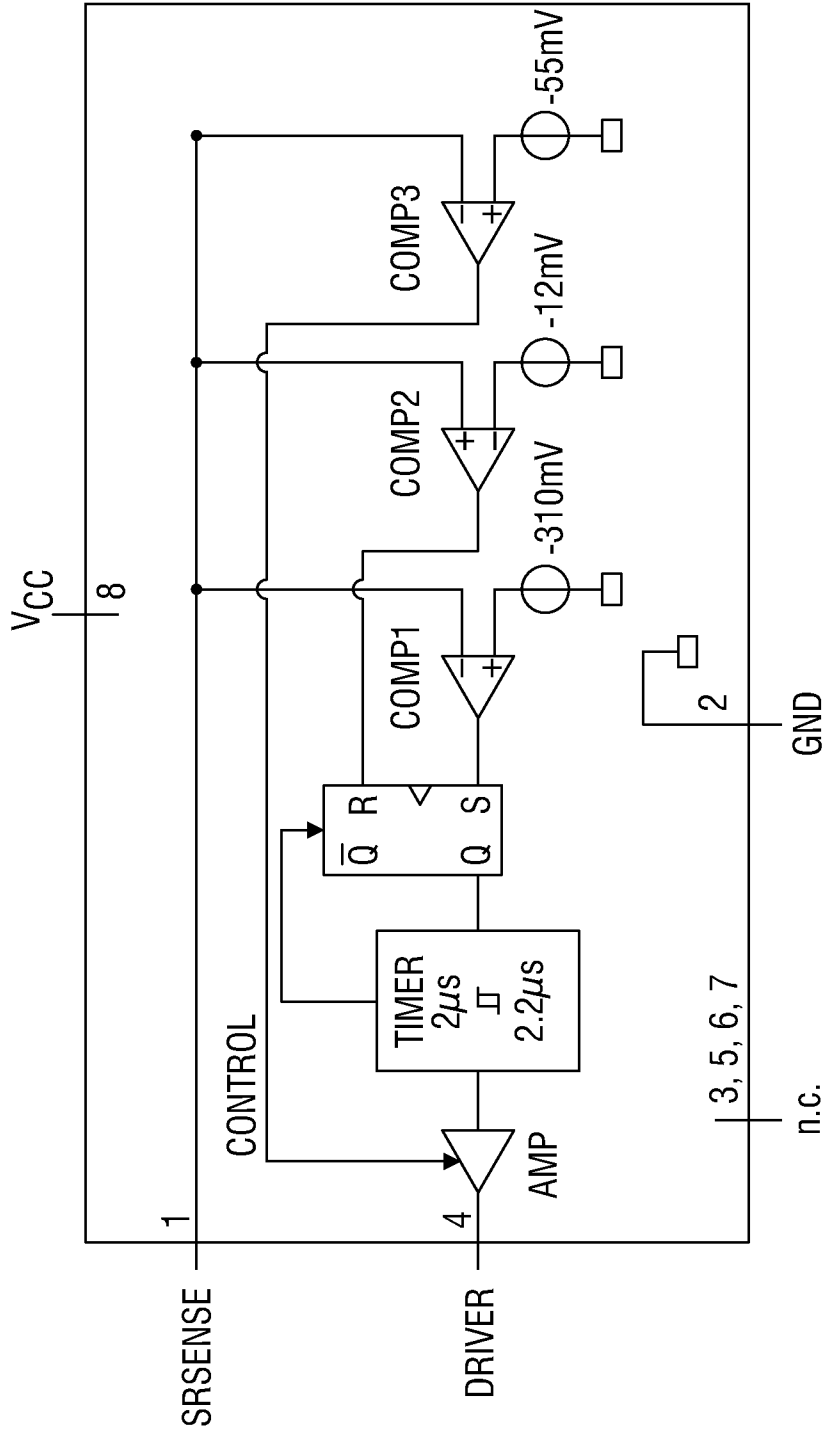 VCC
8
SRSENSE
1
CONTROL
DRIVER
4
AMP
TIMER
2μs
2.2μs
Q̅
R
Q
S
COMP1
-
+
-310mV
COMP2
+
-
-12mV
COMP3
-
+
-55mV
3, 5, 6, 7
n.c.
2
GND